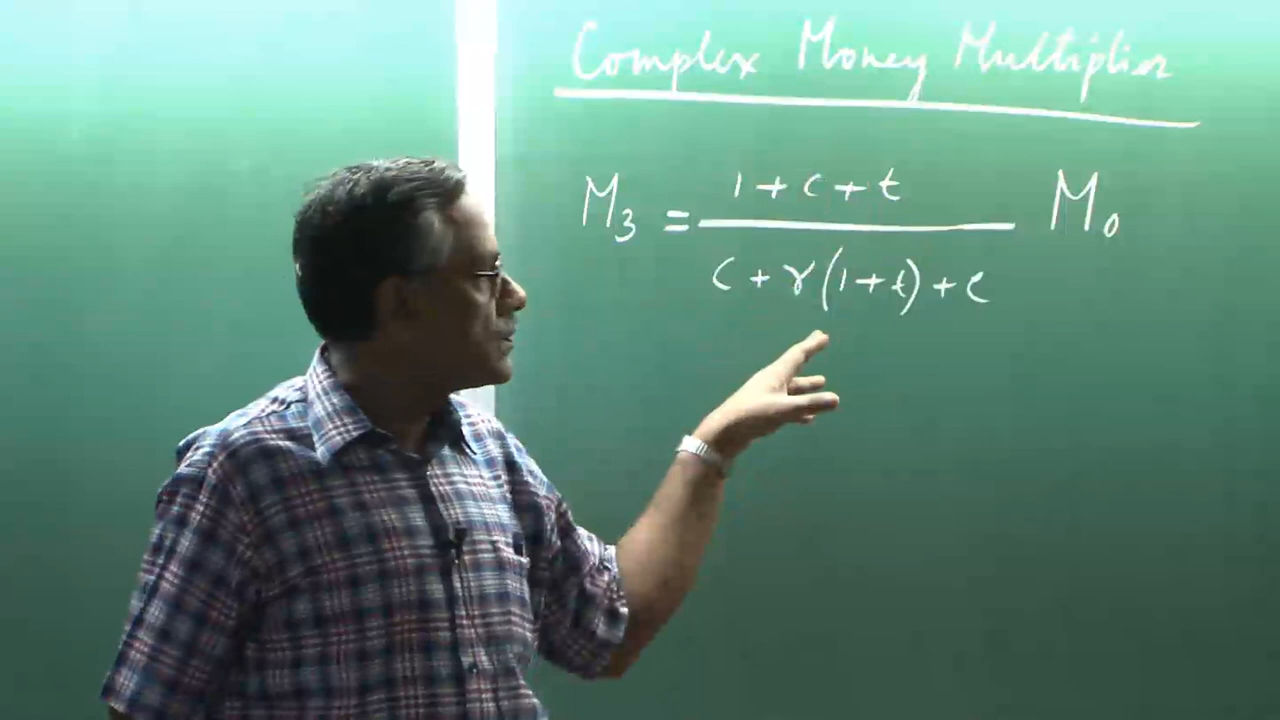 Complex Money Multiplier
M₃ = (1 + c + t) / (c + r(1 + t) + e) M₀